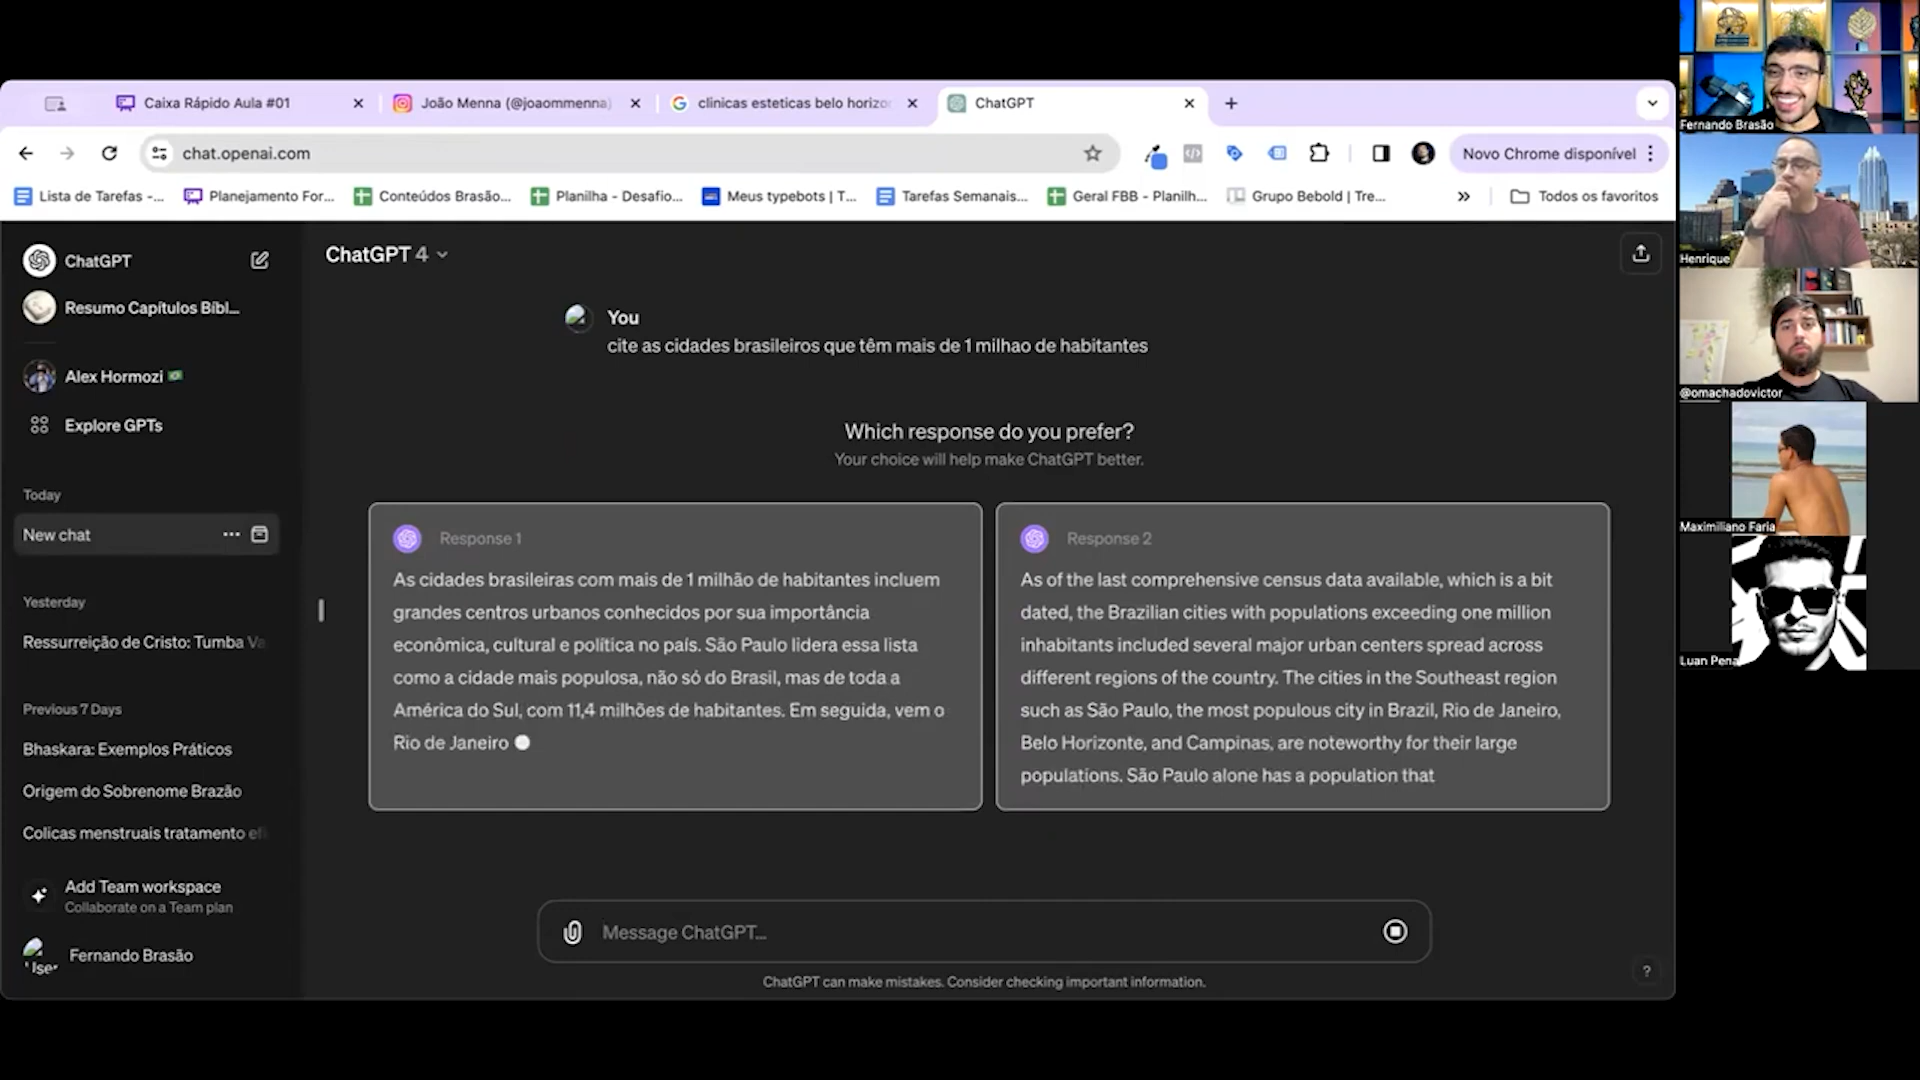 Caixa Rápido Aula #01
João Menna (@joaommenna)
clinicas esteticas belo horizo
ChatGPT
chat.openai.com
Novo Chrome disponível
Lista de Tarefas -...
Planejamento For...
Conteúdos Brasão...
Planilha - Desafio...
Meus typebots | T...
Tarefas Semanais...
Geral FBB - Planilh...
Grupo Bebold | Tre...
Todos os favoritos
ChatGPT
Resumo Capítulos Bíbl...
Alex Hormozi
Explore GPTs
Today
New chat
Yesterday
Ressurreição de Cristo: Tumba Va
Previous 7 Days
Bhaskara: Exemplos Práticos
Origem do Sobrenome Brazão
Colicas menstruais tratamento ef
Add Team workspace
Collaborate on a Team plan
User
Fernando Brasão
ChatGPT 4
You
cite as cidades brasileiros que têm mais de 1 milhao de habitantes
Which response do you prefer?
Your choice will help make ChatGPT better.
Response 1
As cidades brasileiras com mais de 1 milhão de habitantes incluem
grandes centros urbanos conhecidos por sua importância
econômica, cultural e política no país. São Paulo lidera essa lista
como a cidade mais populosa, não só do Brasil, mas de toda a
América do Sul, com 11,4 milhões de habitantes. Em seguida, vem o
Rio de Janeiro
Response 2
As of the last comprehensive census data available, which is a bit
dated, the Brazilian cities with populations exceeding one million
inhabitants included several major urban centers spread across
different regions of the country. The cities in the Southeast region
such as São Paulo, the most populous city in Brazil, Rio de Janeiro,
Belo Horizonte, and Campinas, are noteworthy for their large
populations. São Paulo alone has a population that
Message ChatGPT...
ChatGPT can make mistakes. Consider checking important information.
?
Fernando Brasão
Henrique
@omachadovictor
Maximiliano Faria
Luan Pena